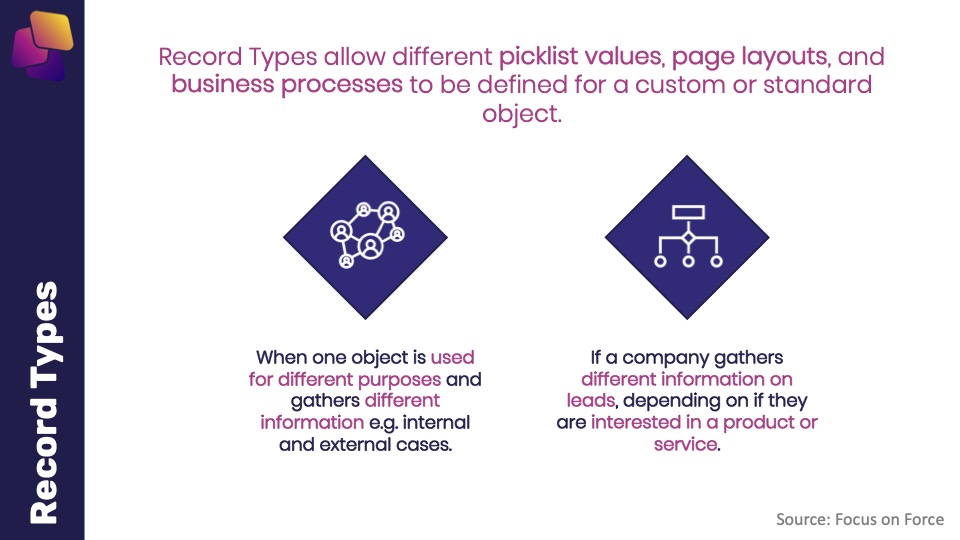 Record Types allow different picklist values, page layouts, and
business processes to be defined for a custom or standard
object.
When one object is used
for different purposes and
gathers different
information e.g. internal
and external cases.
If a company gathers
different information on
leads, depending on if they
are interested in a product or
service.
Record Types
Source: Focus on Force